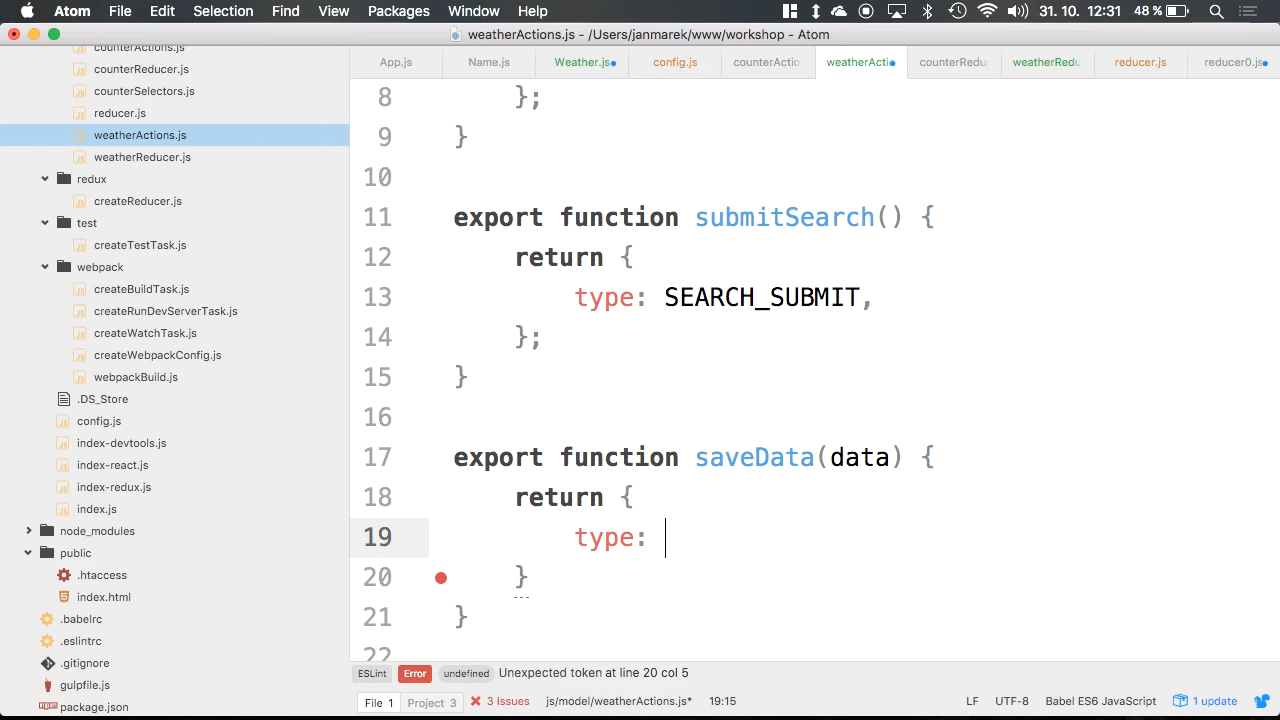 Atom File Edit Selection Find View Packages Window Help 31. 10. 12:31 48 %
weatherActions.js - /Users/janmarek/www/workshop - Atom
App.js Name.js Weather.js config.js counterActio weatherActi counterRedu weatherRedu reducer.js reducer0.js
counterActions.js
counterReducer.js
counterSelectors.js
reducer.js
weatherActions.js
weatherReducer.js
redux
createReducer.js
test
createTestTask.js
webpack
createBuildTask.js
createRunDevServerTask.js
createWatchTask.js
createWebpackConfig.js
webpackBuild.js
.DS_Store
config.js
index-devtools.js
index-react.js
index-redux.js
index.js
node_modules
public
.htaccess
index.html
.babelrc
.eslintrc
.gitignore
gulpfile.js
package.json
8 };
9 }
10
11 export function submitSearch() {
12 return {
13 type: SEARCH_SUBMIT,
14 };
15 }
16
17 export function saveData(data) {
18 return {
19 type:
20 }
21 }
22
ESLint Error undefined Unexpected token at line 20 col 5
File 1 Project 3 3 Issues js/model/weatherActions.js* 19:15 LF UTF-8 Babel ES6 JavaScript 1 update